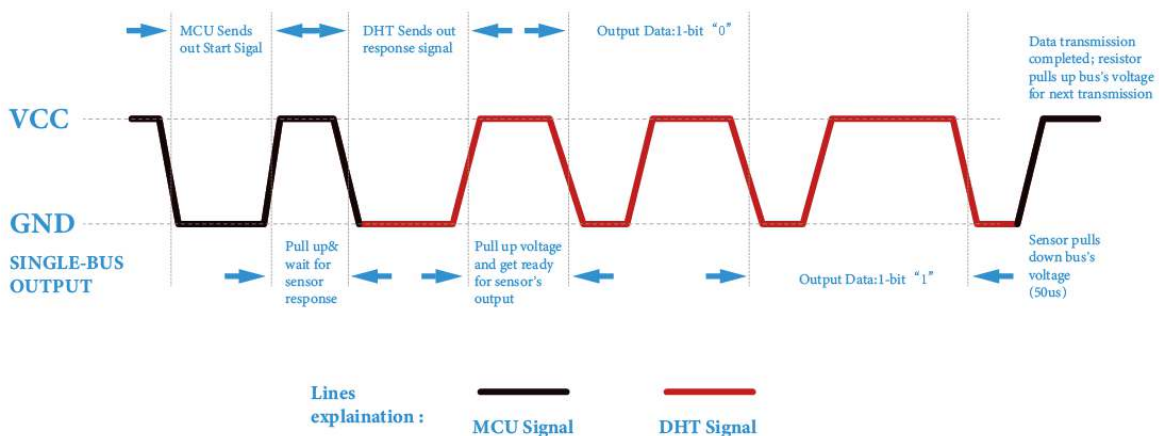 MCU Sends
out Start Sigal
DHT Sends out
response signal
Output Data:1-bit “0”
Data transmission
completed; resistor
pulls up bus's voltage
for next transmission
VCC
GND
SINGLE-BUS
OUTPUT
Pull up&
wait for
sensor
response
Pull up voltage
and get ready
for sensor's
output
Output Data:1-bit “1”
Sensor pulls
down bus's
voltage
(50us)
Lines
explaination :
MCU Signal
DHT Signal